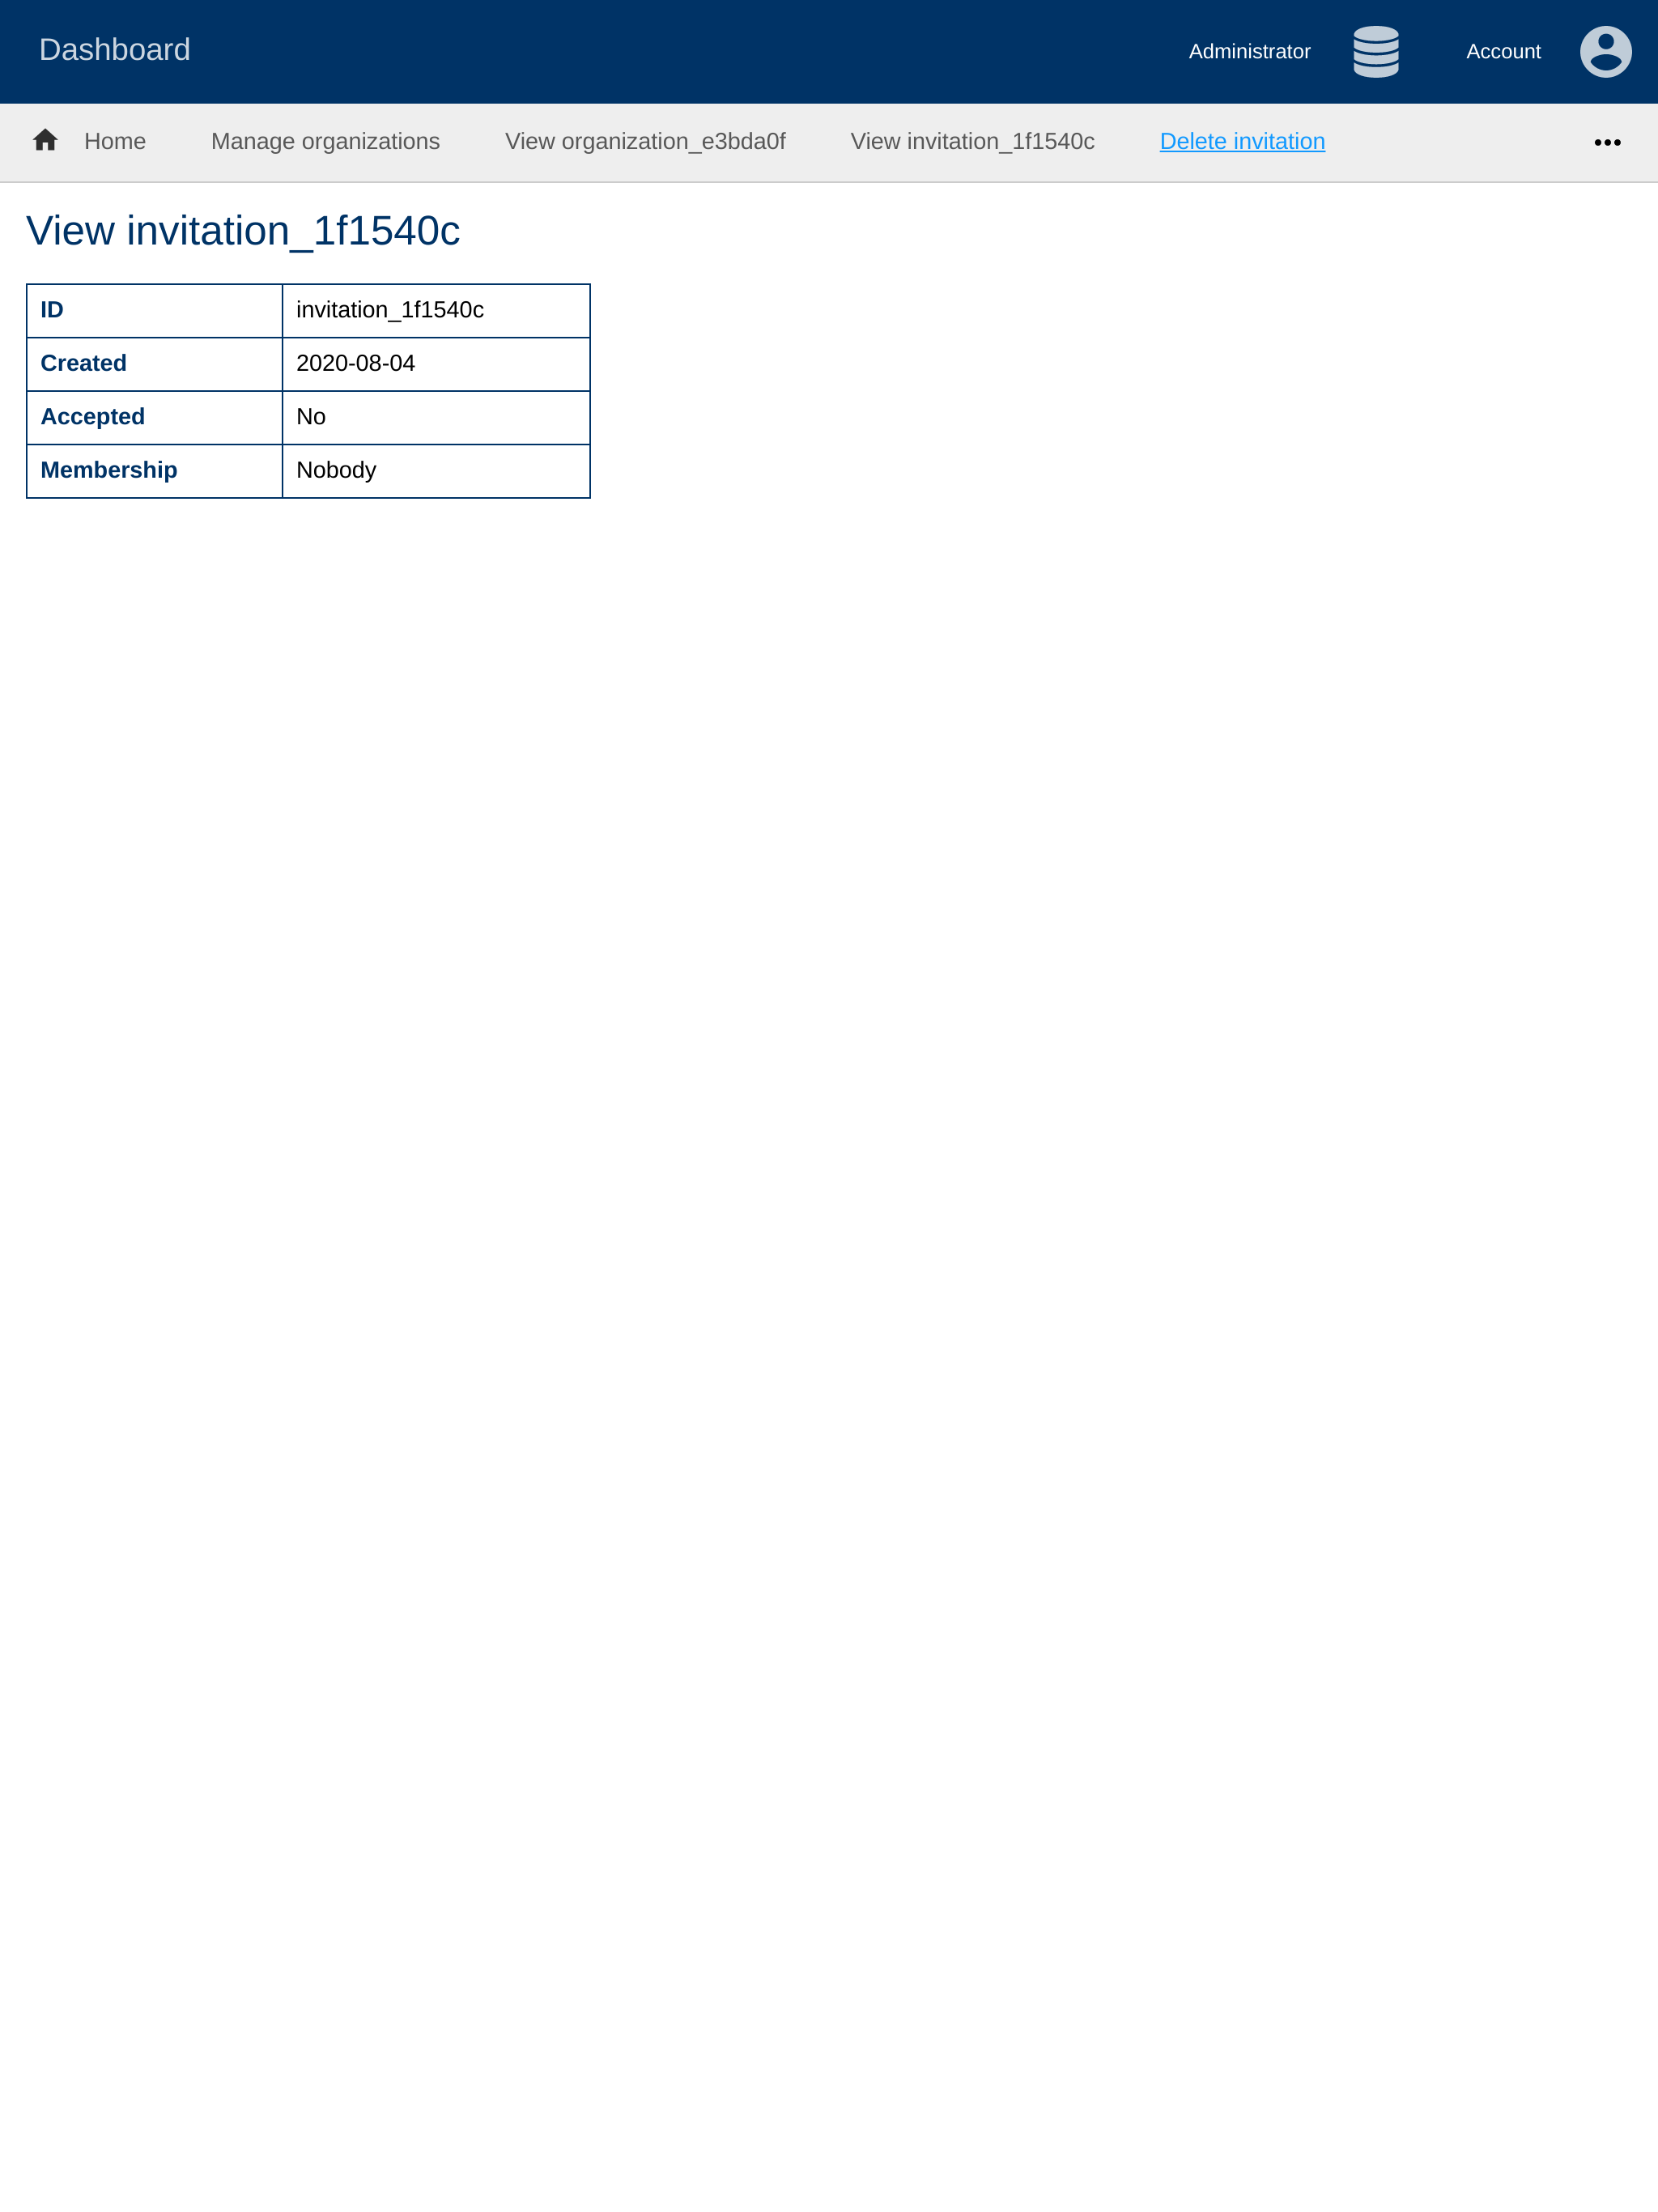 Dashboard Administrator Account
Home Manage organizations View organization_e3bda0f View invitation_1f1540c Delete invitation •••
View invitation_1f1540c
ID invitation_1f1540c
Created 2020-08-04
Accepted No
Membership Nobody